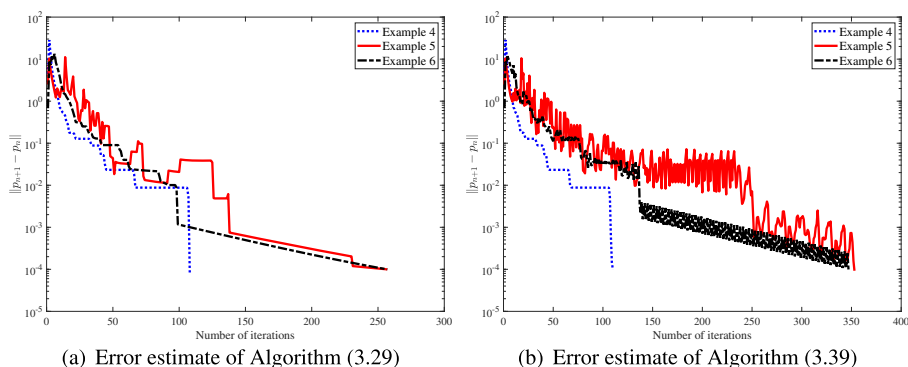 10^2
10^1
10^0
10^-1
10^-2
10^-3
10^-4
10^-5
||p_{n+1} − p_n||
0 50 100 150 200 250 300
Number of iterations
Example 4
Example 5
Example 6
(a) Error estimate of Algorithm (3.29)
10^2
10^1
10^0
10^-1
10^-2
10^-3
10^-4
10^-5
||p_{n+1} − p_n||
0 50 100 150 200 250 300 350 400
Number of iterations
Example 4
Example 5
Example 6
(b) Error estimate of Algorithm (3.39)